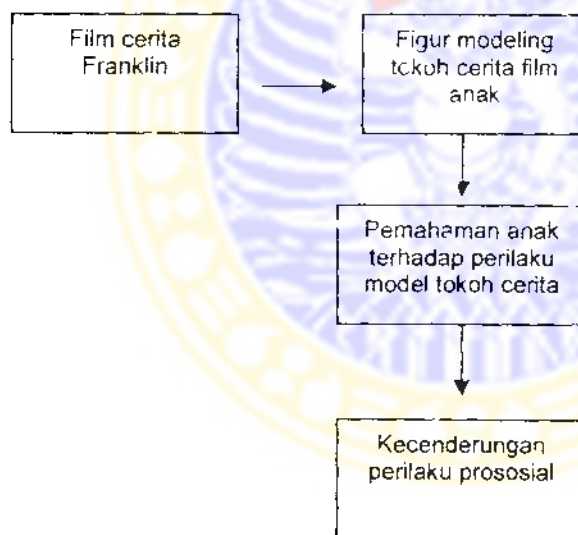 Film cerita
Franklin
Figur modeling
tokoh cerita film
anak
Pemahaman anak
terhadap perilaku
model tokoh cerita
Kecenderungan
perilaku prososial